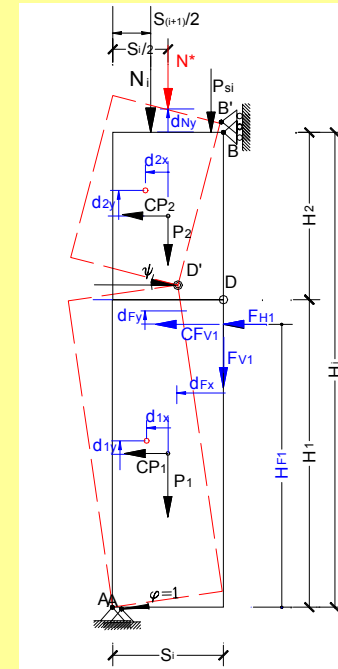 S(i+1)/2
Si/2
N*
Ni
Psi
B'
dNy
B
d2x
d2y
CP2
H2
P2
ψ
D'
D
dFy
FH1
CFV1
FV1
dFx
Hi
d1x
d1y
CP1
HF1
H1
P1
A
φ=1
Si